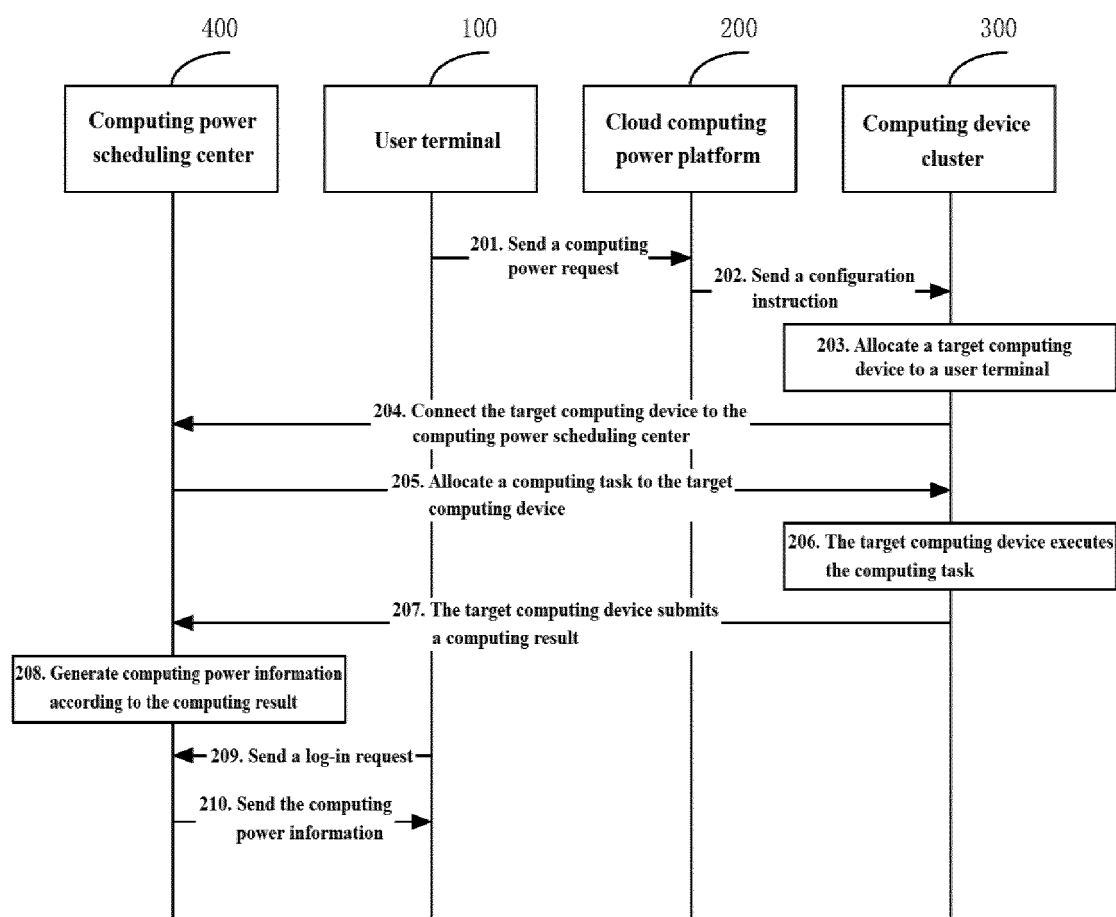 400
100
200
300
Computing power
scheduling center
User terminal
Cloud computing
power platform
Computing device
cluster
201. Send a computing
power request
202. Send a configuration
instruction
203. Allocate a target computing
device to a user terminal
204. Connect the target computing device to the
computing power scheduling center
205. Allocate a computing task to the target
computing device
206. The target computing device executes
the computing task
207. The target computing device submits
a computing result
208. Generate computing power information
according to the computing result
209. Send a log-in request
210. Send the computing
power information